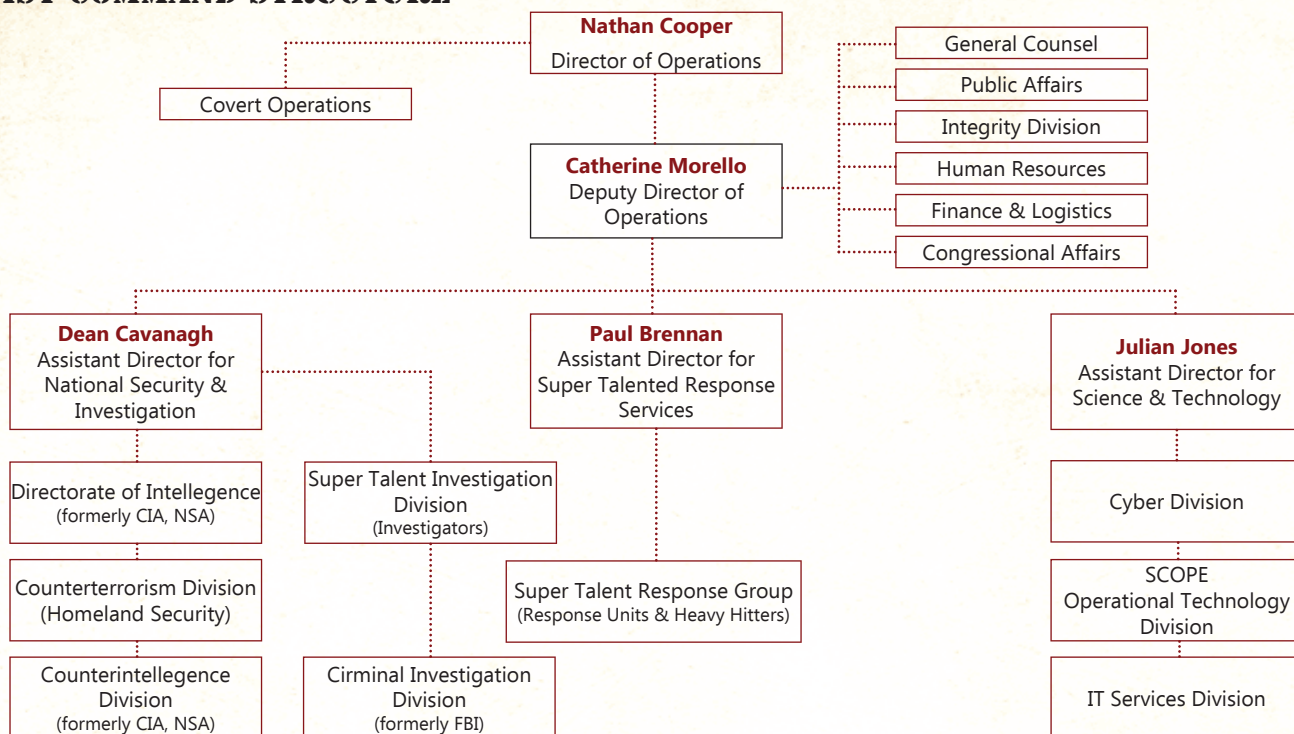 COMMAND STRUCTURE
Nathan Cooper
Director of Operations
Covert Operations
General Counsel
Public Affairs
Integrity Division
Human Resources
Finance & Logistics
Congressional Affairs
Catherine Morello
Deputy Director of
Operations
Dean Cavanagh
Assistant Director for
National Security &
Investigation
Paul Brennan
Assistant Director for
Super Talented Response
Services
Julian Jones
Assistant Director for
Science & Technology
Directorate of Intellegence
(formerly CIA, NSA)
Super Talent Investigation
Division
(Investigators)
Cyber Division
Counterterrorism Division
(Homeland Security)
Super Talent Response Group
(Response Units & Heavy Hitters)
SCOPE
Operational Technology
Division
Counterintellegence
Division
(formerly CIA, NSA)
Cirminal Investigation
Division
(formerly FBI)
IT Services Division